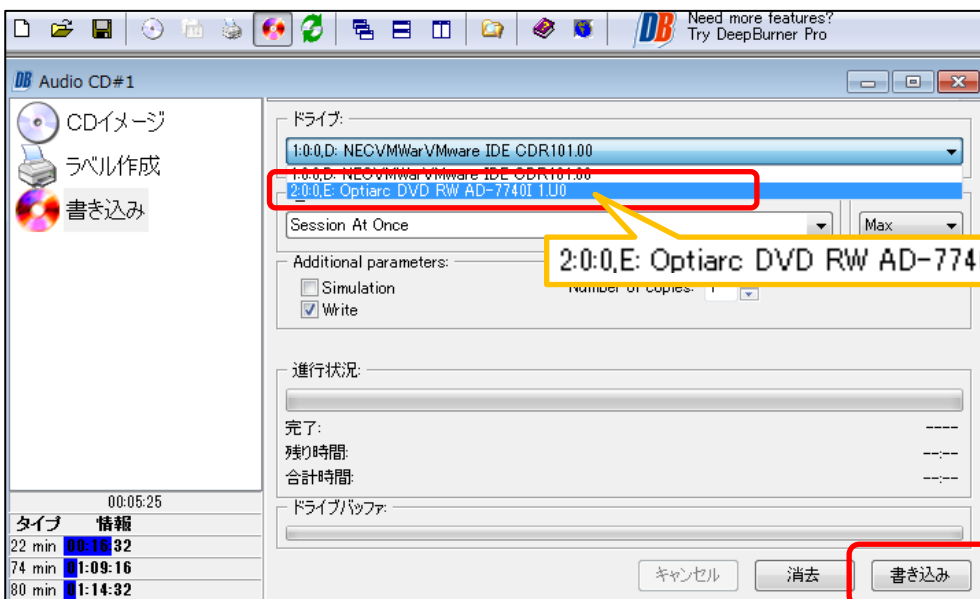 DB
Need more features?
Try DeepBurner Pro
DB Audio CD#1
CDイメージ
ラベル作成
書き込み
ドライブ:
1:0:0,D: NECVMWarVMware IDE CDR101.00
1:0:0,D: NECVMWarVMware IDE CDR101.00
2:0:0,E: Optiarc DVD RW AD-7740I 1.U0
2:0:0,E: Optiarc DVD RW AD-774
Session At Once
Max
Additional parameters:
Simulation
Number of copies: 1
Write
進行状況:
完了: ----
残り時間: --:--
合計時間: --:--
ドライブバッファ:
00:05:25
タイプ 情報
22 min 00:16:32
74 min 01:09:16
80 min 01:14:32
キャンセル
消去
書き込み